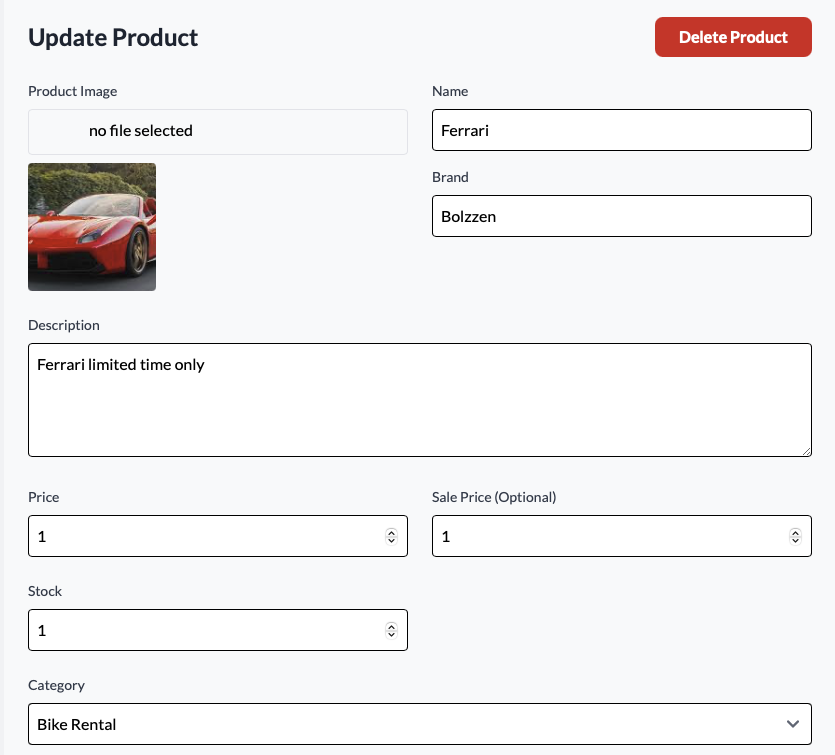 Update Product
Delete Product
Product Image
no file selected
Name
Ferrari
Brand
Bolzzen
Description
Ferrari limited time only
Price
1
Sale Price (Optional)
1
Stock
1
Category
Bike Rental